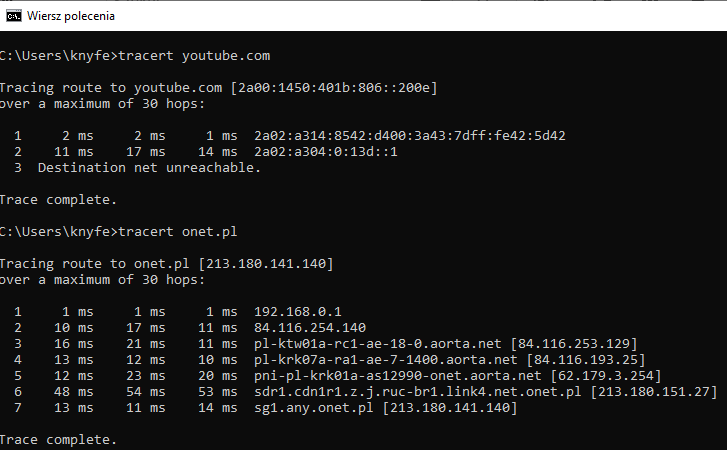 Wiersz polecenia
C:\Users\knyfe>tracert youtube.com
Tracing route to youtube.com [2a00:1450:401b:806::200e]
over a maximum of 30 hops:
1 2 ms 2 ms 1 ms 2a02:a314:8542:d400:3a43:7dff:fe42:5d42
2 11 ms 17 ms 14 ms 2a02:a304:0:13d::1
3 Destination net unreachable.
Trace complete.
C:\Users\knyfe>tracert onet.pl
Tracing route to onet.pl [213.180.141.140]
over a maximum of 30 hops:
1 1 ms 1 ms 1 ms 192.168.0.1
2 10 ms 17 ms 11 ms 84.116.254.140
3 16 ms 21 ms 11 ms pl-ktw01a-rc1-ae-18-0.aorta.net [84.116.253.129]
4 13 ms 12 ms 10 ms pl-krk07a-ra1-ae-7-1400.aorta.net [84.116.193.25]
5 12 ms 23 ms 20 ms pni-pl-krk01a-as12990-onet.aorta.net [62.179.3.254]
6 48 ms 54 ms 53 ms sdr1.cdn1r1.z.j.ruc-br1.link4.net.onet.pl [213.180.151.27]
7 13 ms 11 ms 14 ms sg1.any.onet.pl [213.180.141.140]
Trace complete.